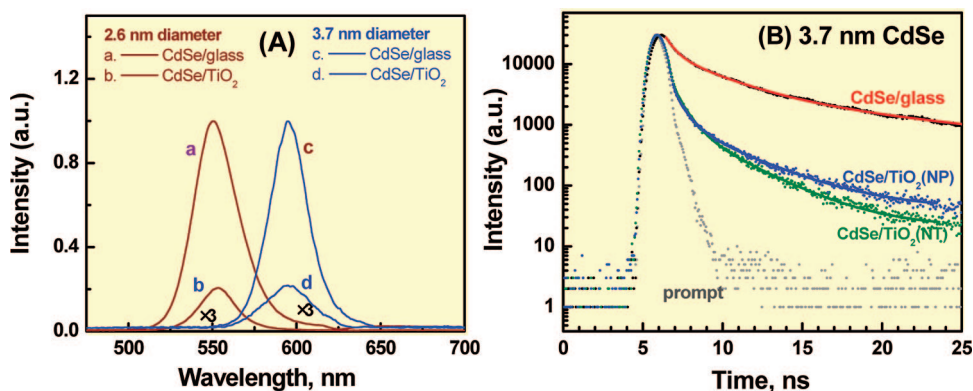 2.6 nm diameter
a. — CdSe/glass
b. — CdSe/TiO2
(A)
3.7 nm diameter
c. — CdSe/glass
d. — CdSe/TiO2
1.2
0.8
0.4
0.0
Intensity (a.u.)
a
c
b
d
×3
×3
500
550
600
650
700
Wavelength, nm
(B) 3.7 nm CdSe
10000
1000
100
10
1
Intensity (a.u.)
CdSe/glass
CdSe/TiO2(NP)
CdSe/TiO2(NT)
prompt
0
5
10
15
20
25
Time, ns